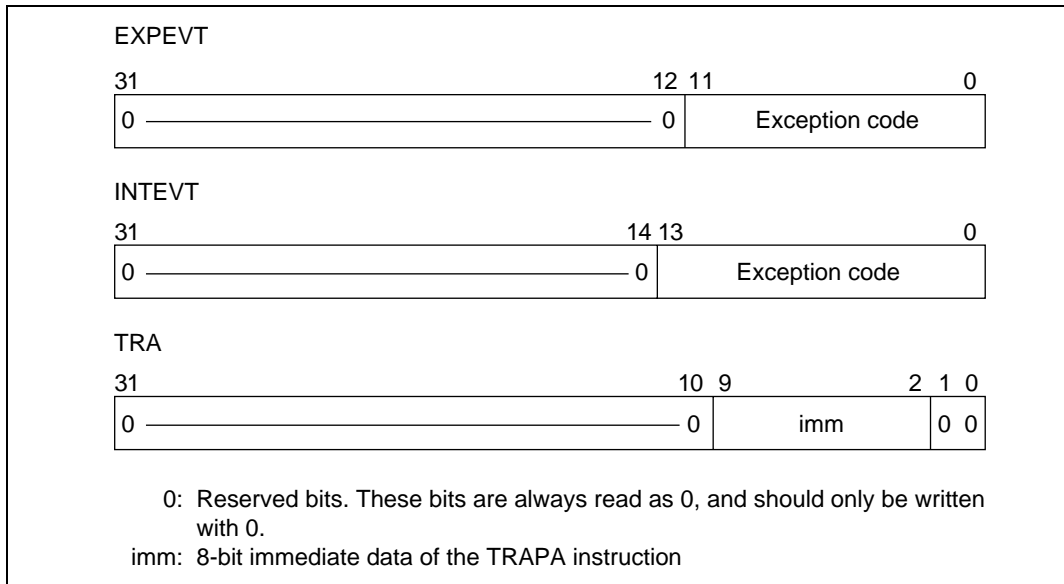 EXPEVT
31 12 11 0
0 0 Exception code
INTEVT
31 14 13 0
0 0 Exception code
TRA
31 10 9 2 1 0
0 0 imm 0 0
0: Reserved bits. These bits are always read as 0, and should only be written
with 0.
imm: 8-bit immediate data of the TRAPA instruction